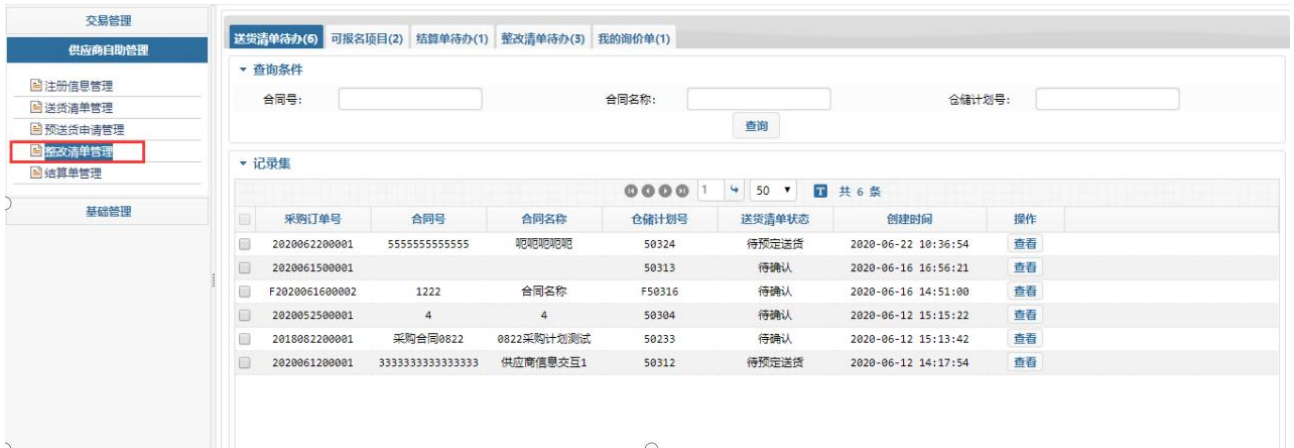 交易管理
供应商自助管理
注册信息管理
送货清单管理
预送货申请管理
整改清单管理
结算单管理
基础管理
送货清单待办(6) 可报名项目(2) 结算单待办(1) 整改清单待办(3) 我的询价单(1)
查询条件
合同号: 合同名称: 仓储计划号:
查询
记录集
1 50 T 共 6 条
采购订单号 合同号 合同名称 仓储计划号 送货清单状态 创建时间 操作
2020062200001 5555555555555 呃呃呃呃呃 50324 待预定送货 2020-06-22 10:36:54 查看
2020061500001 50313 待确认 2020-06-16 16:56:21 查看
F2020061600002 1222 合同名称 F50316 待确认 2020-06-16 14:51:00 查看
2020052500001 4 4 50304 待确认 2020-06-12 15:15:22 查看
2018082200001 采购合同0822 0822采购计划测试 50233 待确认 2020-06-12 15:13:42 查看
2020061200001 3333333333333333 供应商信息交互1 50312 待预定送货 2020-06-12 14:17:54 查看